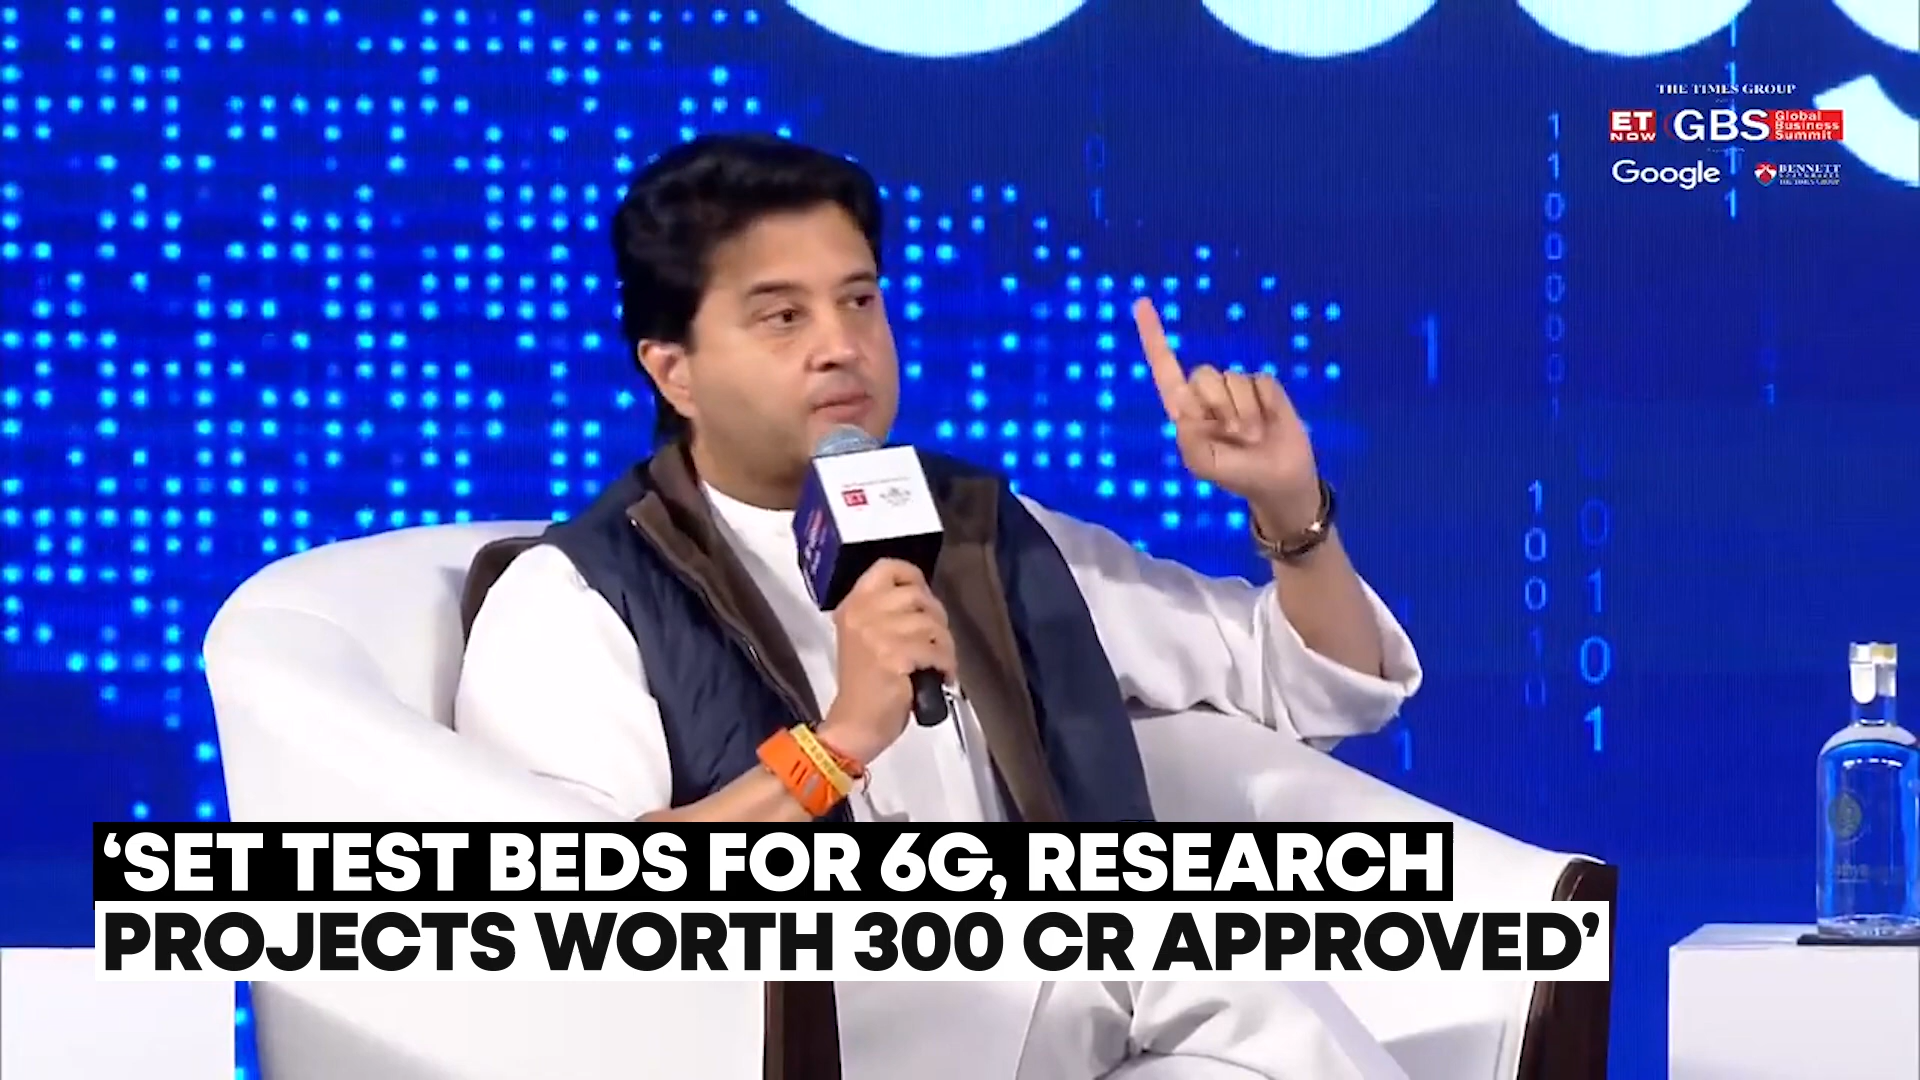 THE TIMES GROUP
ET NOW GBS Global Business Summit
Google BENNETT
ET
‘SET TEST BEDS FOR 6G, RESEARCH
PROJECTS WORTH 300 CR APPROVED’